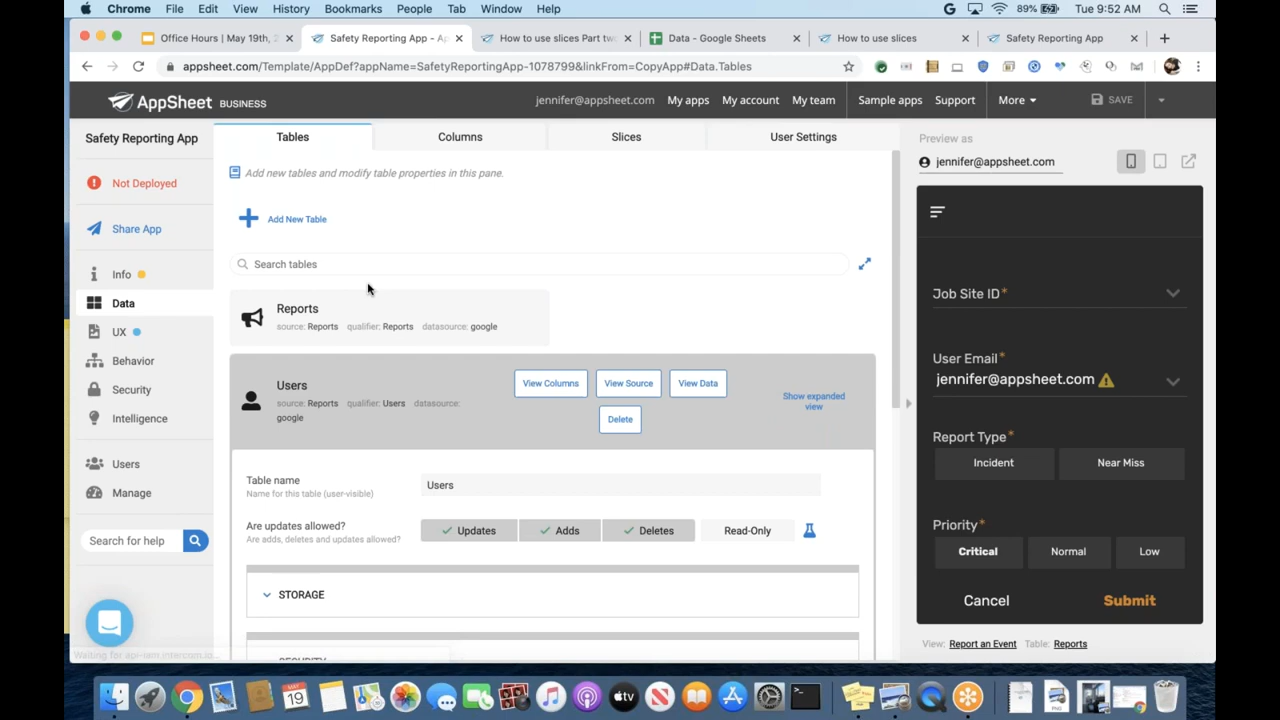 Chrome File Edit View History Bookmarks People Tab Window Help 89% Tue 9:52 AM
Office Hours | May 19th, 2 Safety Reporting App - Ap How to use slices Part two Data - Google Sheets How to use slices Safety Reporting App
appsheet.com/Template/AppDef?appName=SafetyReportingApp-1078799&linkFrom=CopyApp#Data.Tables
AppSheet BUSINESS jennifer@appsheet.com My apps My account My team Sample apps Support More SAVE
Safety Reporting App
Not Deployed
Share App
Info
Data
UX
Behavior
Security
Intelligence
Users
Manage
Search for help
Tables Columns Slices User Settings
Add new tables and modify table properties in this pane.
Add New Table
Search tables
Reports
source: Reports qualifier: Reports datasource: google
Users
source: Reports qualifier: Users datasource:
google
View Columns View Source View Data
Delete
Show expanded
view
Table name
Name for this table (user-visible)
Users
Are updates allowed?
Are adds, deletes and updates allowed?
Updates Adds Deletes Read-Only
STORAGE
SECURITY
Preview as
jennifer@appsheet.com
Job Site ID*
User Email*
jennifer@appsheet.com
Report Type*
Incident Near Miss
Priority*
Critical Normal Low
Cancel Submit
View: Report an Event Table: Reports
MAY
19
tv